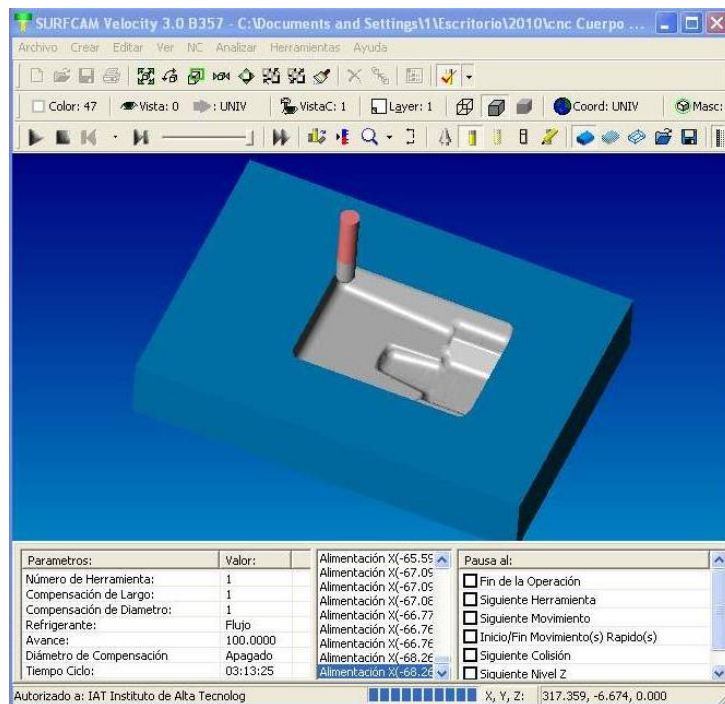 SURFCAM Velocity 3.0 B357 - C:\Documents and Settings\1\Escritorio\2010\cnc Cuerpo ...
Archivo Crear Editar Ver NC Analizar Herramientas Ayuda
Color: 47 Vista: 0 : UNIV VistaC: 1 Layer: 1 Coord: UNIV Masc:
Parametros: Valor:
Número de Herramienta: 1
Compensación de Largo: 1
Compensación de Diametro: 1
Refrigerante: Flujo
Avance: 100.0000
Diámetro de Compensación Apagado
Tiempo Ciclo: 03:13:25
Alimentación X(-65.59
Alimentación X(-67.09
Alimentación X(-67.09
Alimentación X(-67.08
Alimentación X(-66.77
Alimentación X(-66.76
Alimentación X(-66.76
Alimentación X(-68.26
Alimentación X(-68.26
Pausa al:
Fin de la Operación
Siguiente Herramienta
Siguiente Movimiento
Inicio/Fin Movimiento(s) Rapido(s)
Siguiente Colisión
Siguiente Nivel Z
Autorizado a: IAT Instituto de Alta Tecnolog X, Y, Z: 317.359, -6.674, 0.000